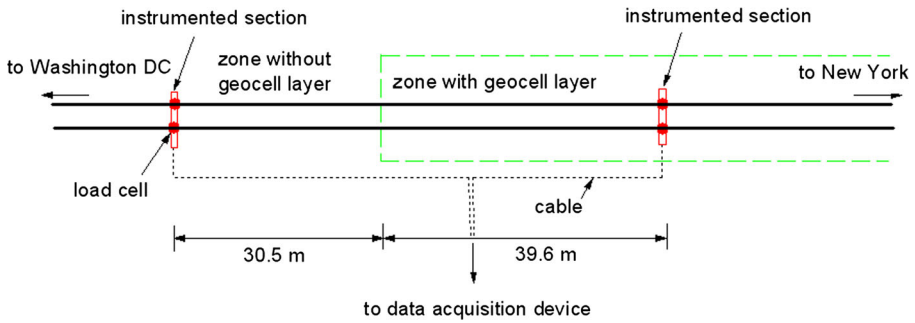 instrumented section
instrumented section
to Washington DC
zone without
geocell layer
zone with geocell layer
to New York
load cell
cable
30.5 m
39.6 m
to data acquisition device